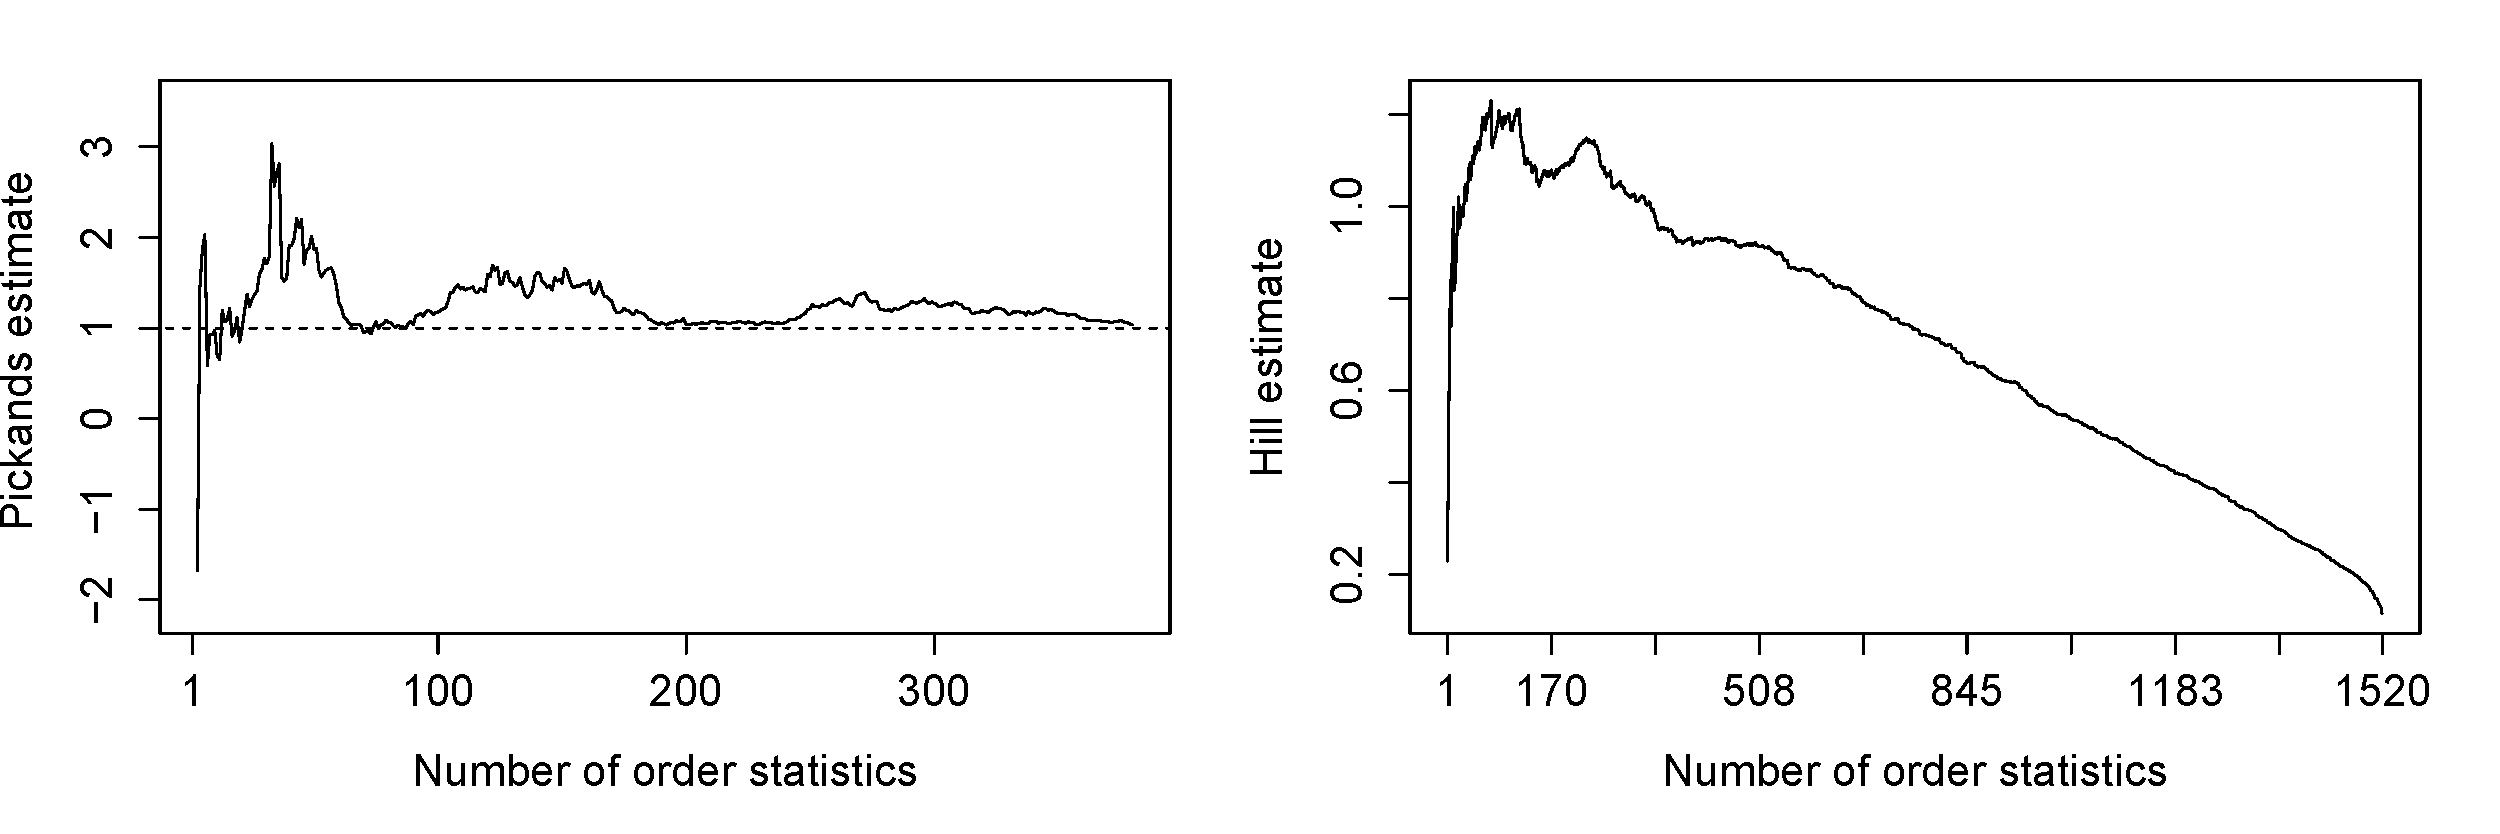 Pickands estimate
3
2
1
0
−1
−2
1 100 200 300
Number of order statistics
Hill estimate
1.0
0.6
0.2
1 170 508 845 1183 1520
Number of order statistics